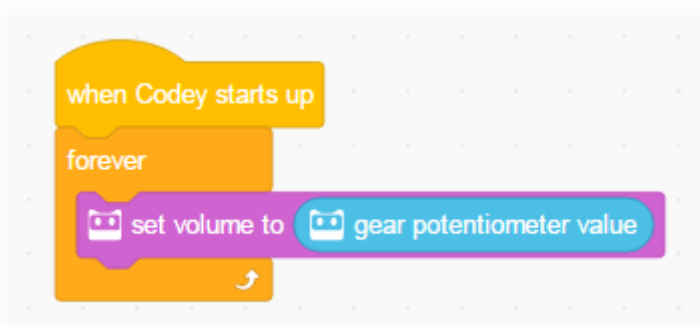 when Codey starts up
forever
set volume to gear potentiometer value